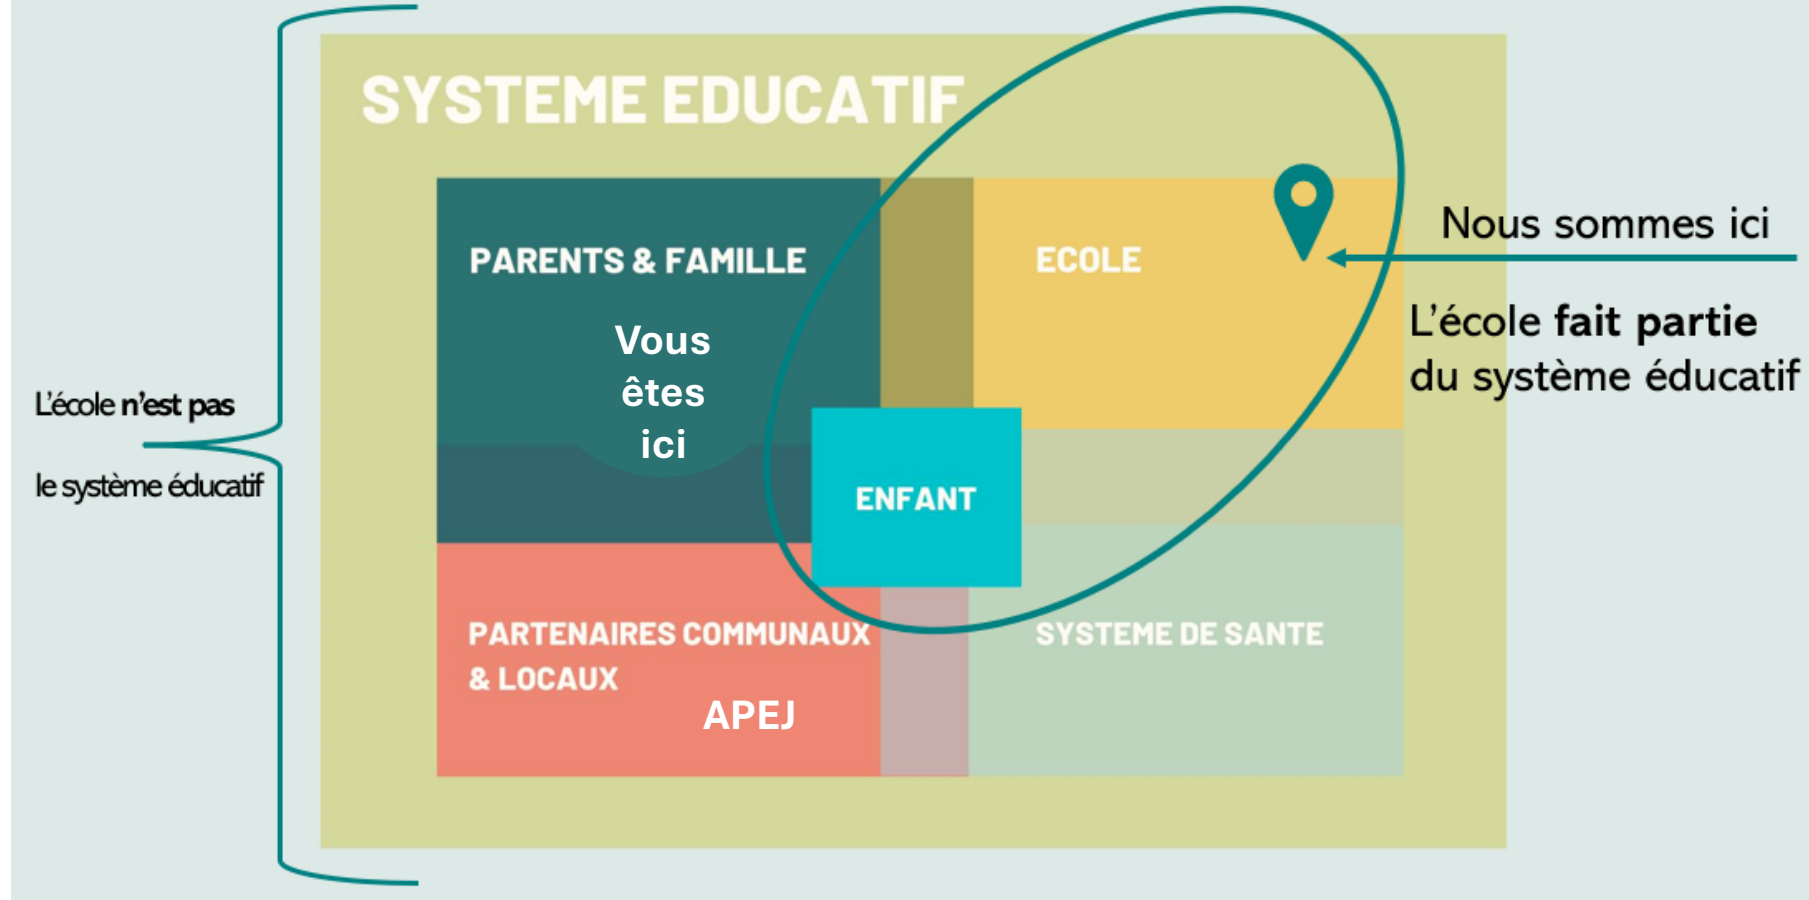 SYSTEME EDUCATIF
PARENTS & FAMILLE
Vous
êtes
ici
ECOLE
Nous sommes ici
L'école fait partie
du système éducatif
L'école n'est pas
le système éducatif
ENFANT
PARTENAIRES COMMUNAUX
& LOCAUX
APEJ
SYSTEME DE SANTE